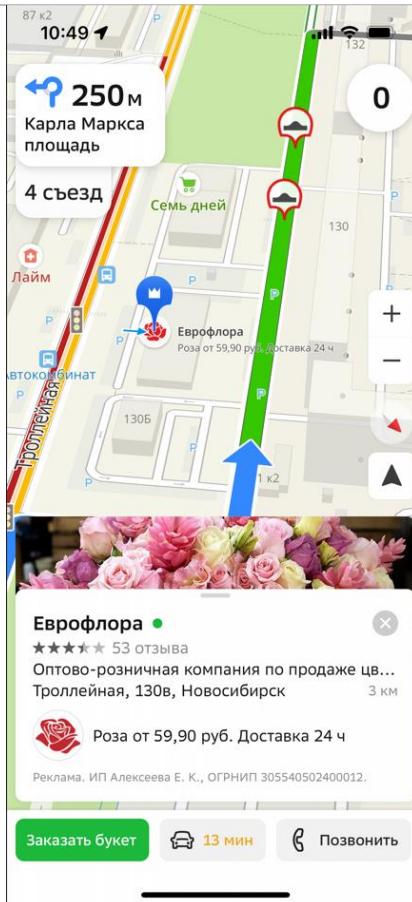 87 к2
10:49
132
250 м
Карла Маркса
площадь
4 съезд
0
Семь дней
130
Лайм
P
Еврофлора
Роза от 59,90 руб. Доставка 24 ч
+
−
Автокомбинат
130Б
Троллейная
1 к2
Еврофлора
53 отзыва
Оптово-розничная компания по продаже цв...
Троллейная, 130в, Новосибирск
3 км
Роза от 59,90 руб. Доставка 24 ч
Реклама. ИП Алексеева Е. К., ОГРНИП 305540502400012.
Заказать букет
13 мин
Позвонить